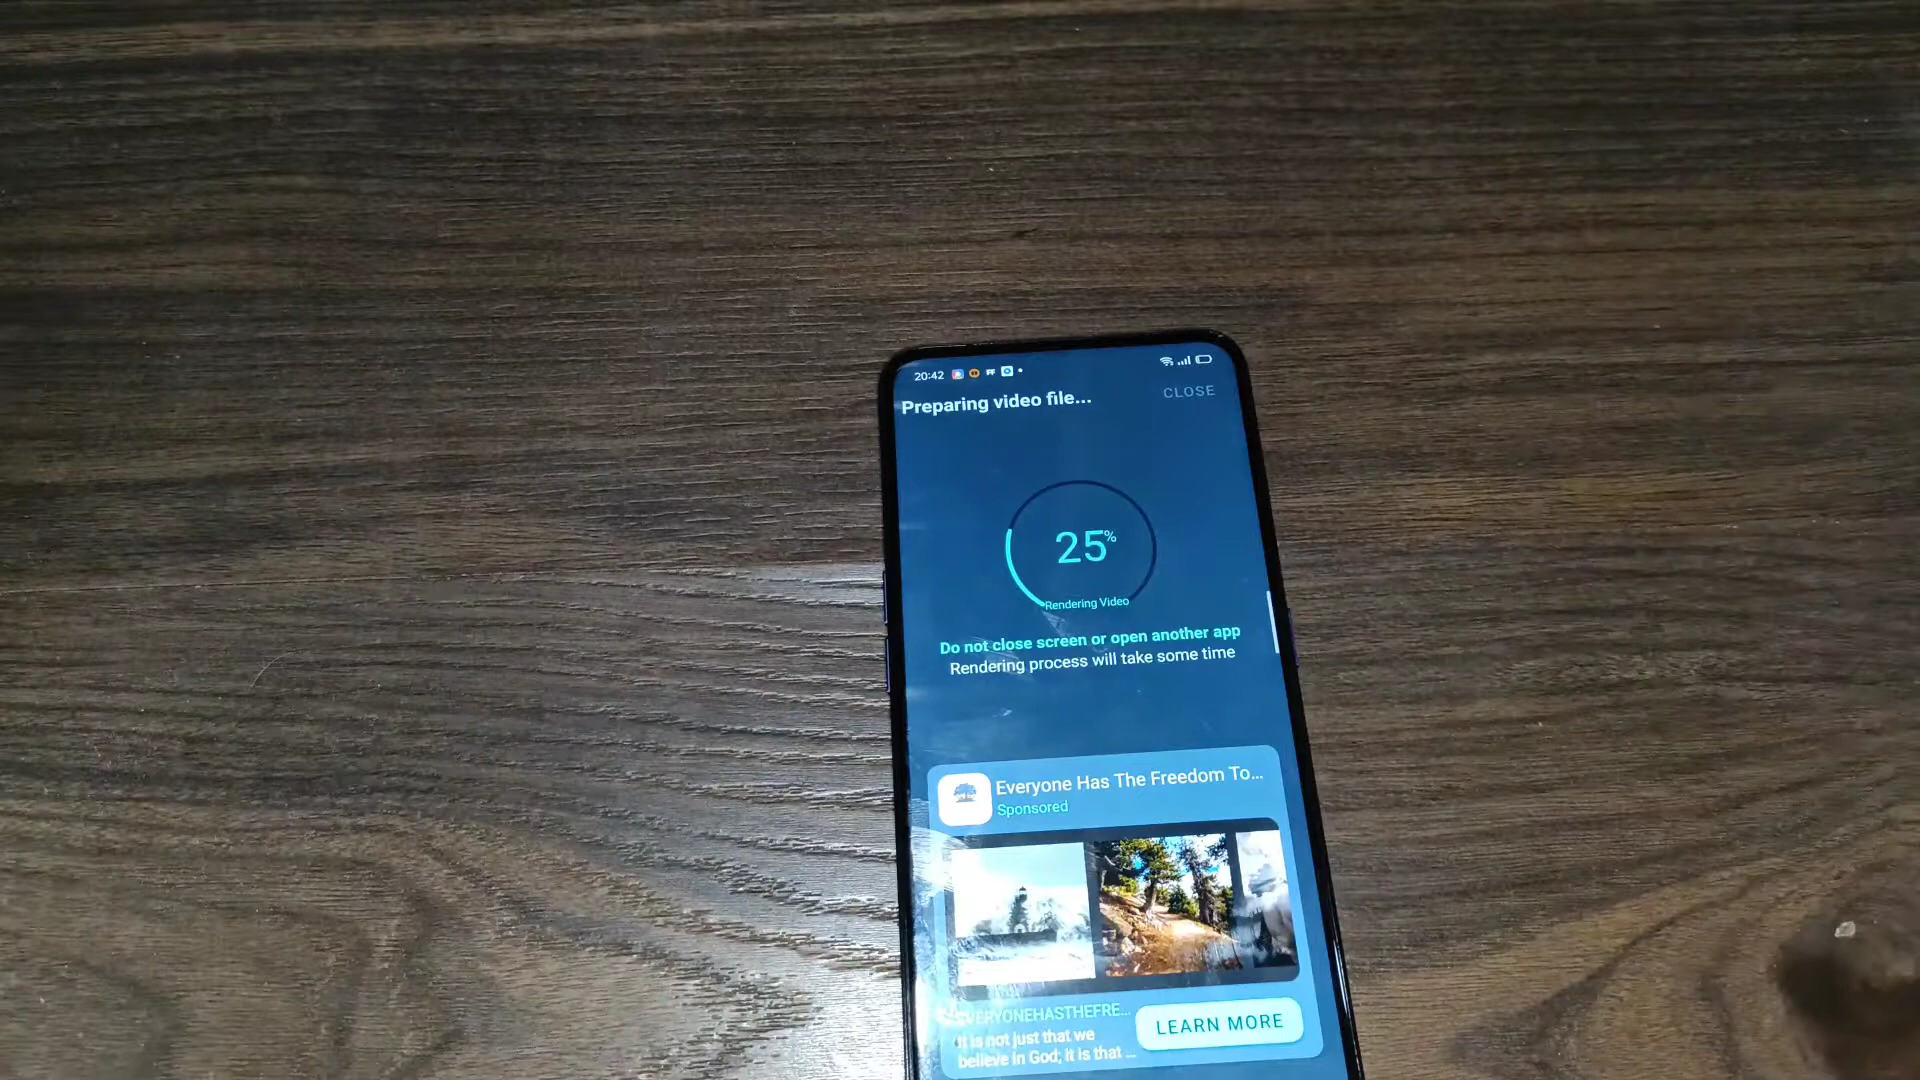 20:42
Preparing video file...
CLOSE
25%
Rendering Video
Do not close screen or open another app
Rendering process will take some time
Everyone Has The Freedom To...
Sponsored
EVERYONEHASTHEFRE...
It is not just that we
believe in God; it is that ...
LEARN MORE